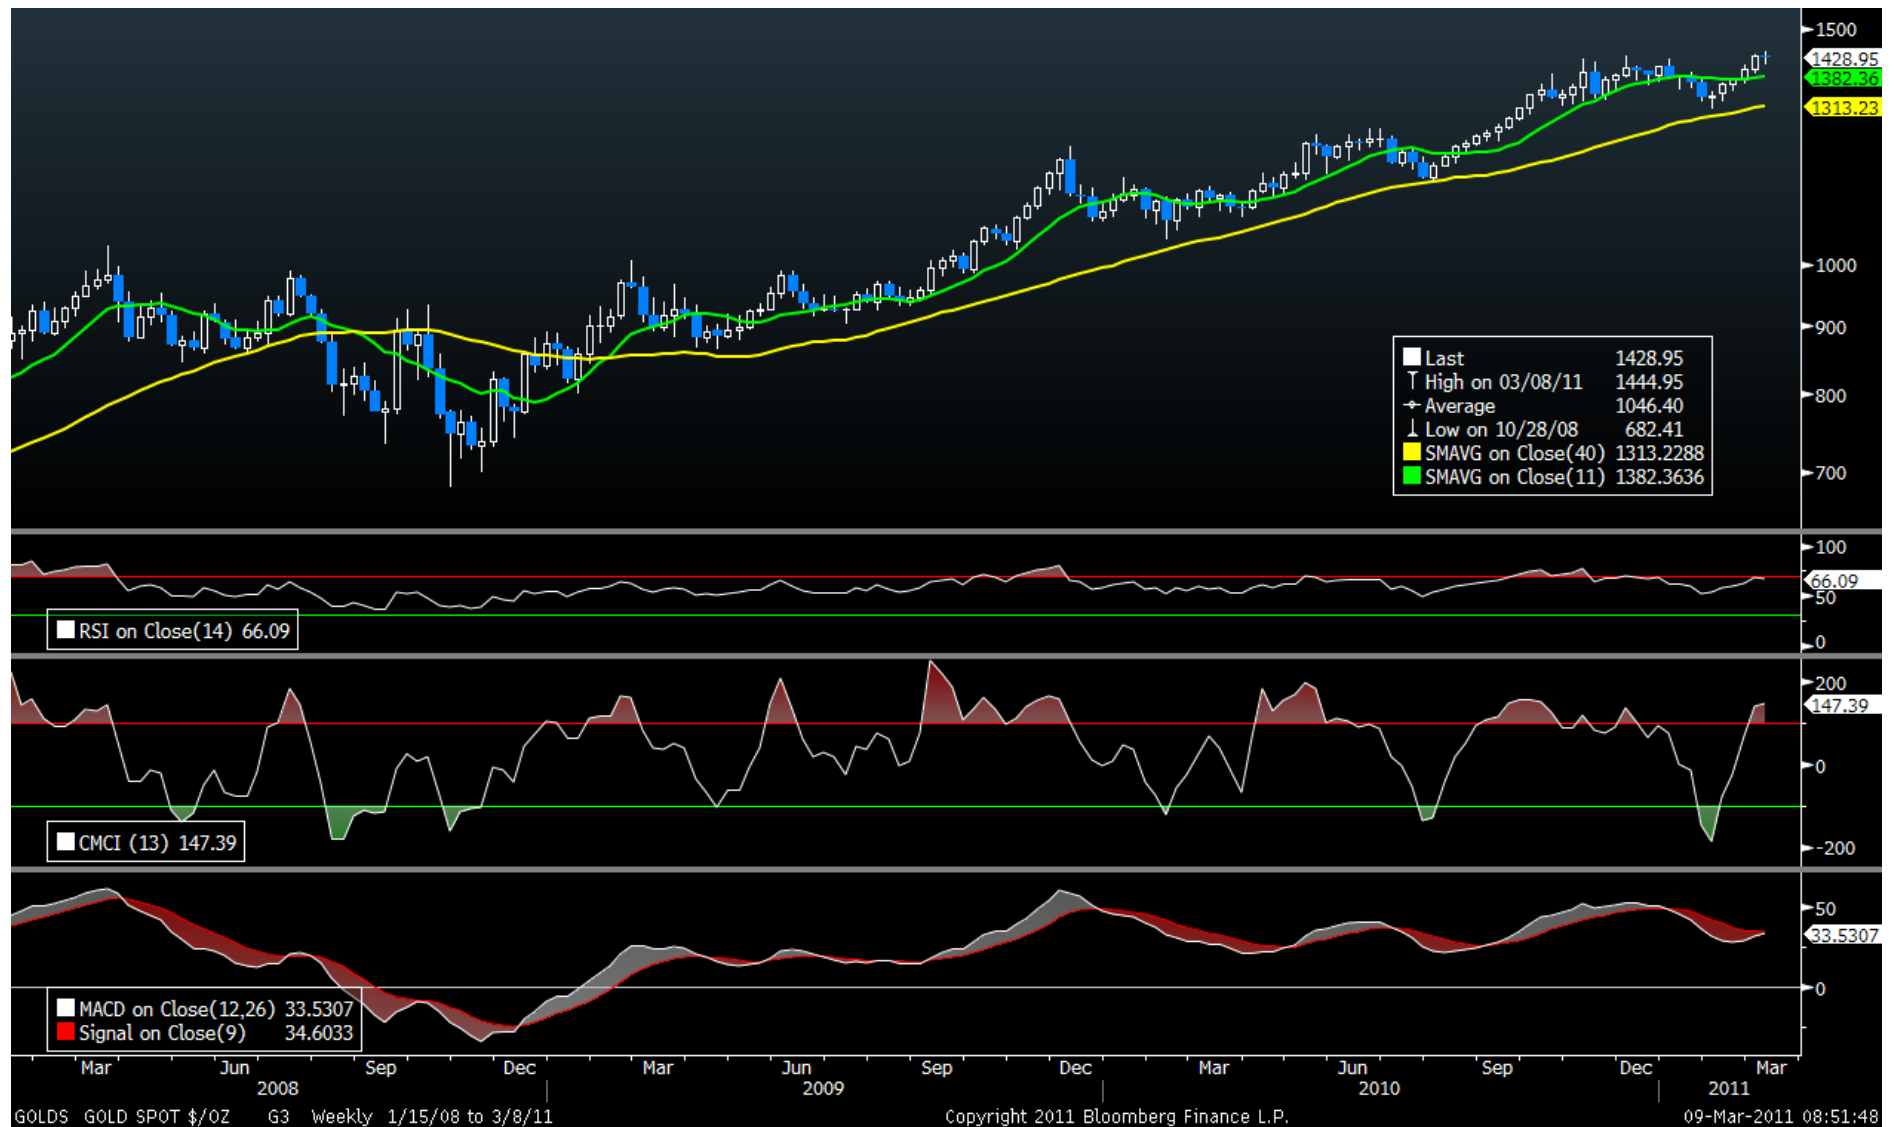 1500
1428.95
1382.36
1313.23
1000
900
800
700
Last 1428.95
High on 03/08/11 1444.95
Average 1046.40
Low on 10/28/08 682.41
SMAVG on Close(40) 1313.2288
SMAVG on Close(11) 1382.3636
100
66.09
50
0
RSI on Close(14) 66.09
200
147.39
0
-200
CMCI (13) 147.39
50
33.5307
0
MACD on Close(12,26) 33.5307
Signal on Close(9) 34.6033
Mar Jun Sep Dec Mar Jun Sep Dec Mar Jun Sep Dec Mar
2008 2009 2010 2011
GOLDS GOLD SPOT $/OZ G3 Weekly 1/15/08 to 3/8/11 Copyright 2011 Bloomberg Finance L.P. 09-Mar-2011 08:51:48